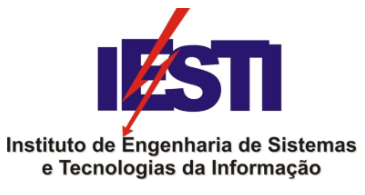 IESTI
Instituto de Engenharia de Sistemas
e Tecnologias da Informação